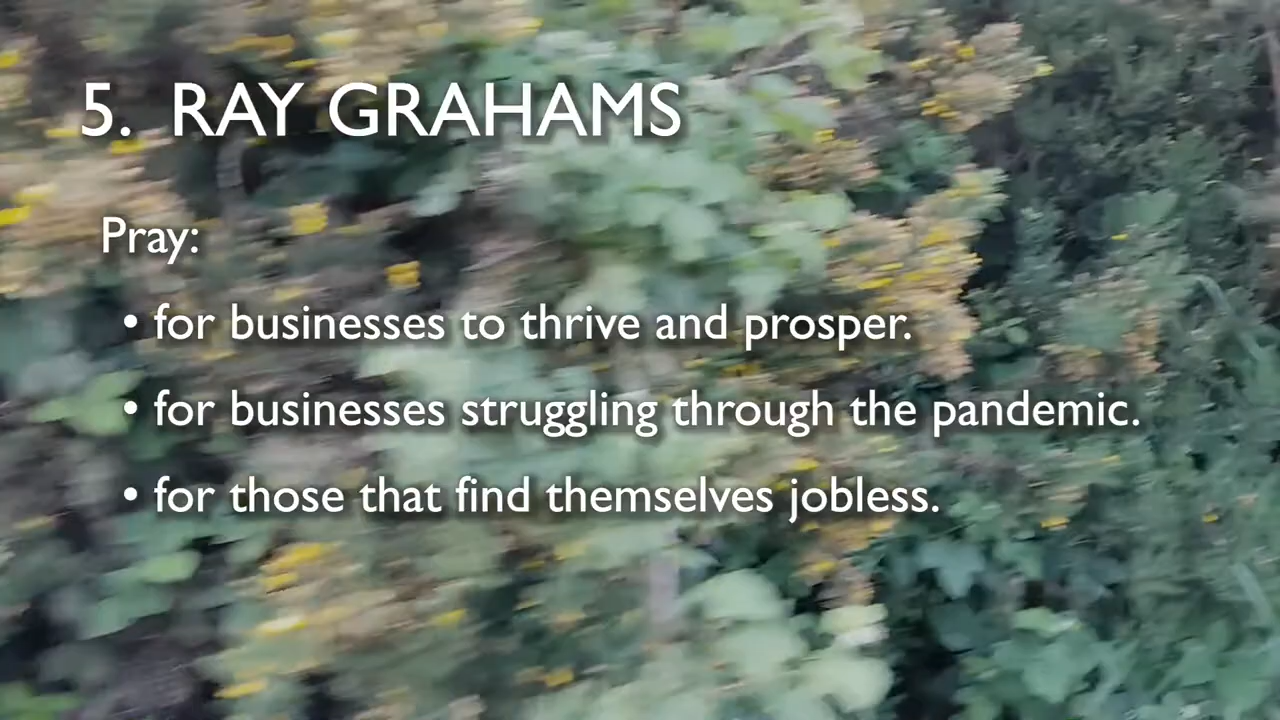 5. RAY GRAHAMS
Pray:
• for businesses to thrive and prosper.
• for businesses struggling through the pandemic.
• for those that find themselves jobless.